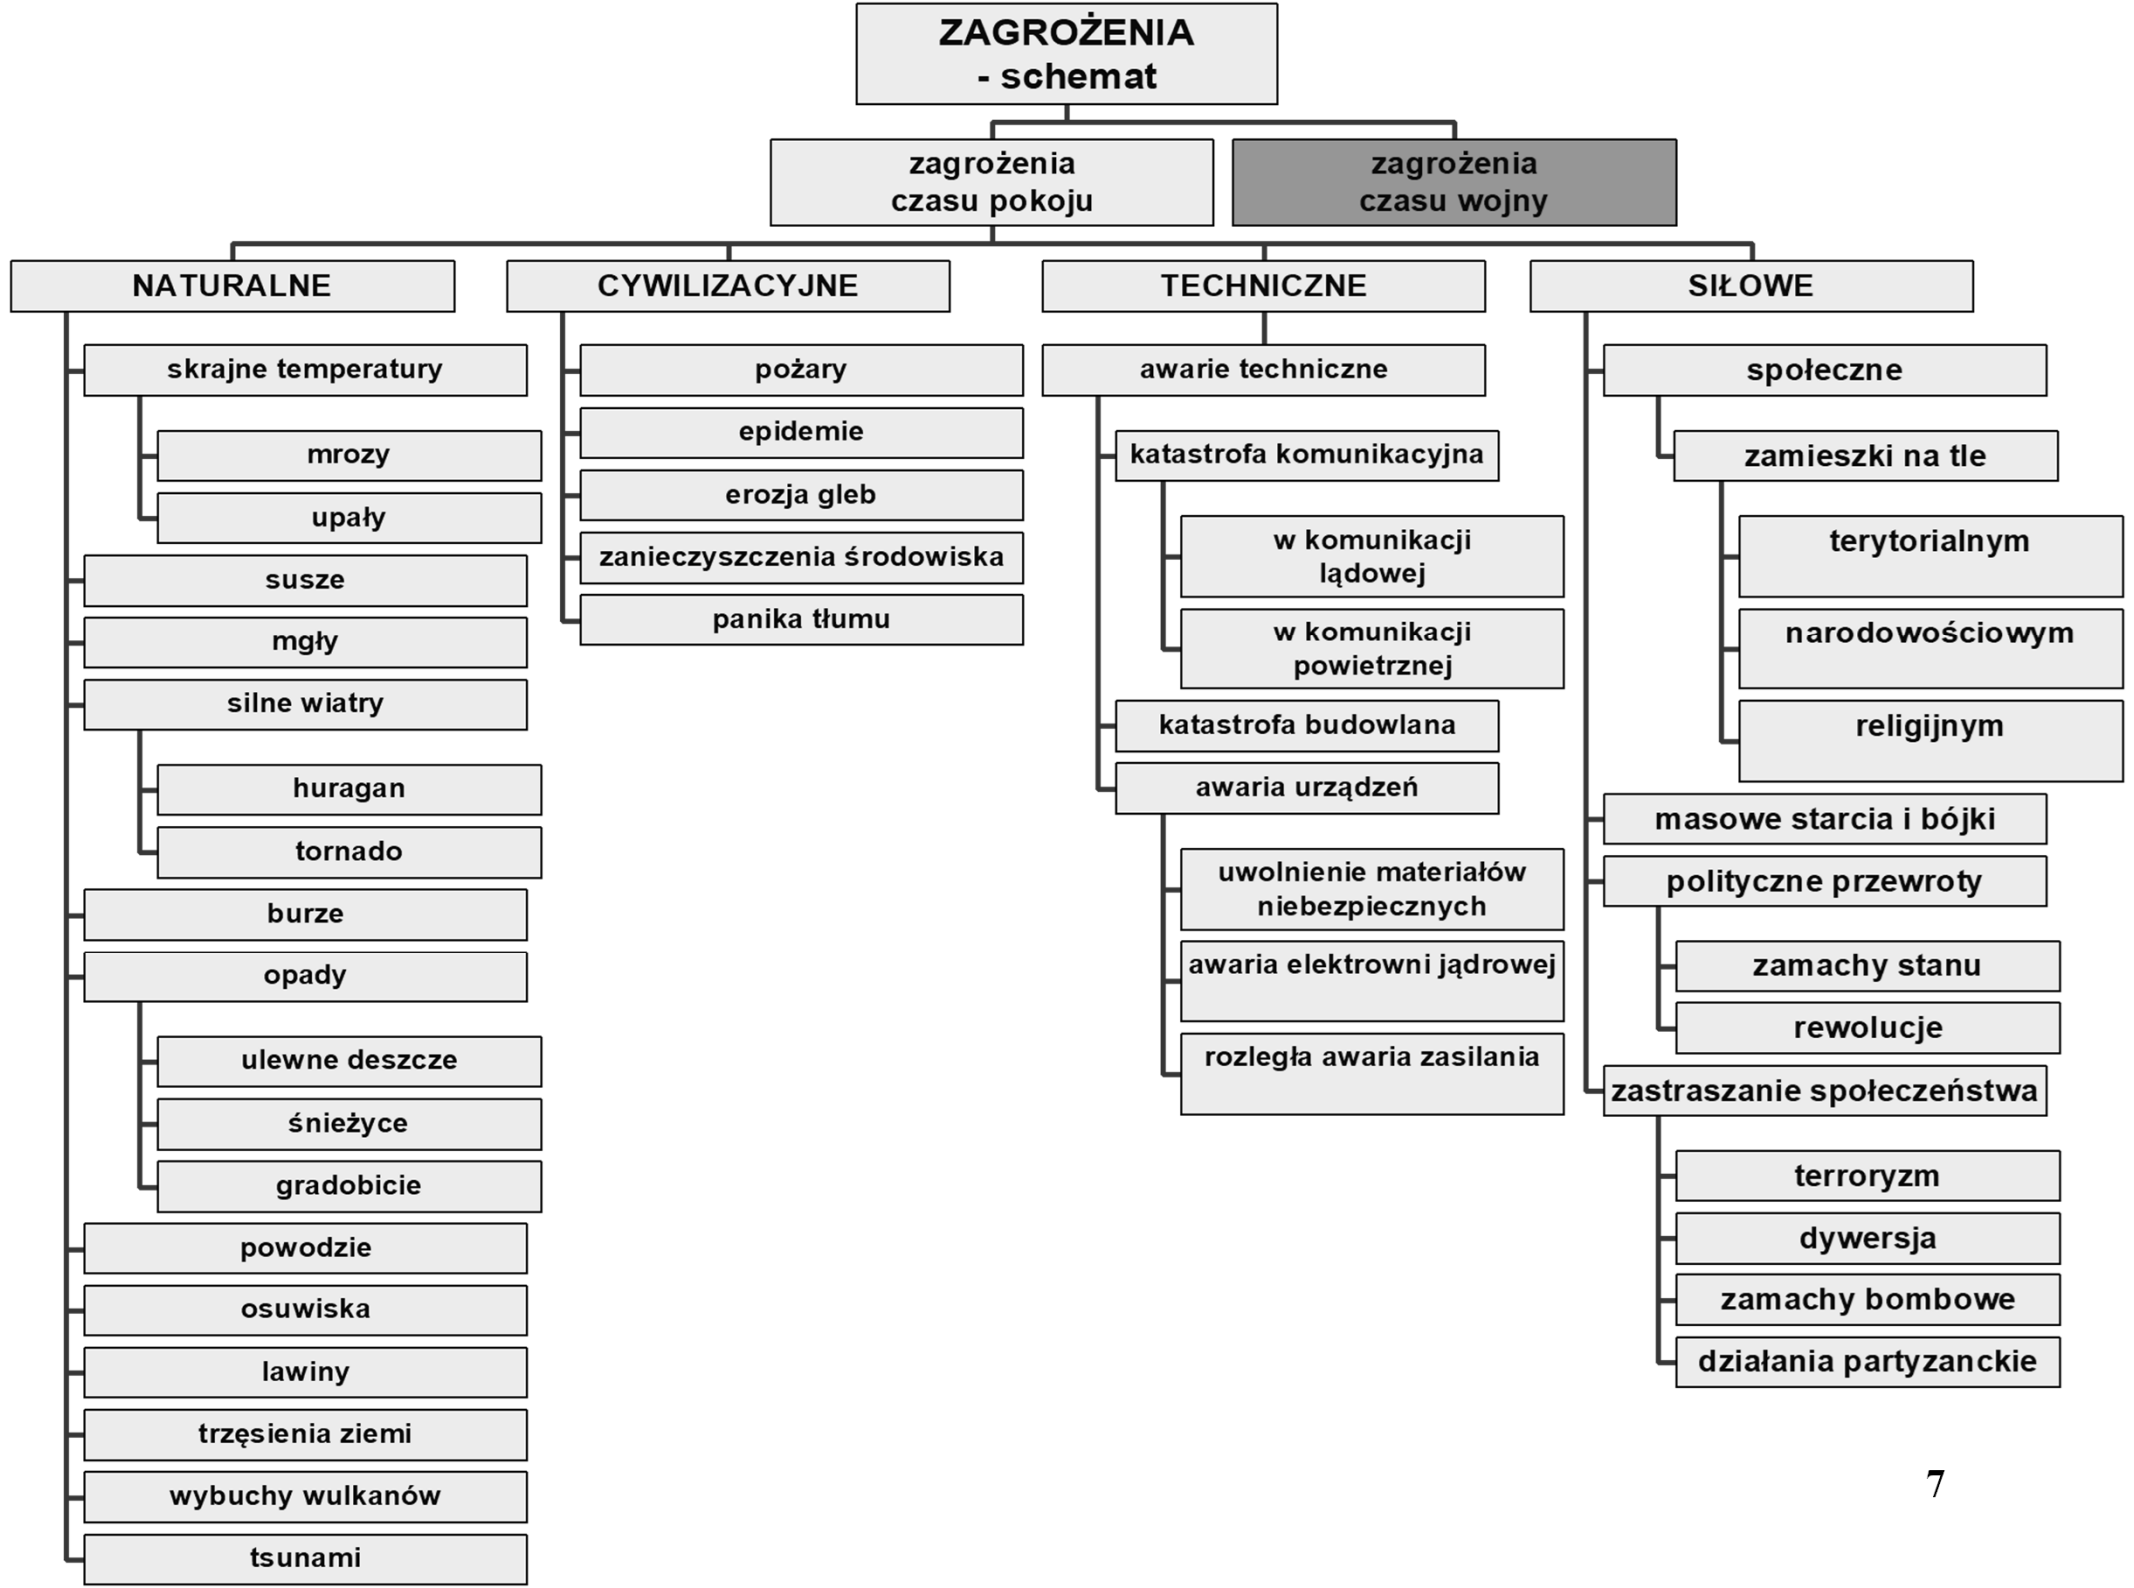 ZAGROŻENIA
- schemat
zagrożenia
czasu pokoju
zagrożenia
czasu wojny
NATURALNE
skrajne temperatury
mrozy
upały
susze
mgły
silne wiatry
huragan
tornado
burze
opady
ulewne deszcze
śnieżyce
gradobicie
powodzie
osuwiska
lawiny
trzęsienia ziemi
wybuchy wulkanów
tsunami
CYWILIZACYJNE
pożary
epidemie
erozja gleb
zanieczyszczenia środowiska
panika tłumu
TECHNICZNE
awarie techniczne
katastrofa komunikacyjna
w komunikacji
lądowej
w komunikacji
powietrznej
katastrofa budowlana
awaria urządzeń
uwolnienie materiałów
niebezpiecznych
awaria elektrowni jądrowej
rozległa awaria zasilania
SIŁOWE
społeczne
zamieszki na tle
terytorialnym
narodowościowym
religijnym
masowe starcia i bójki
polityczne przewroty
zamachy stanu
rewolucje
zastraszanie społeczeństwa
terroryzm
dywersja
zamachy bombowe
działania partyzanckie
7